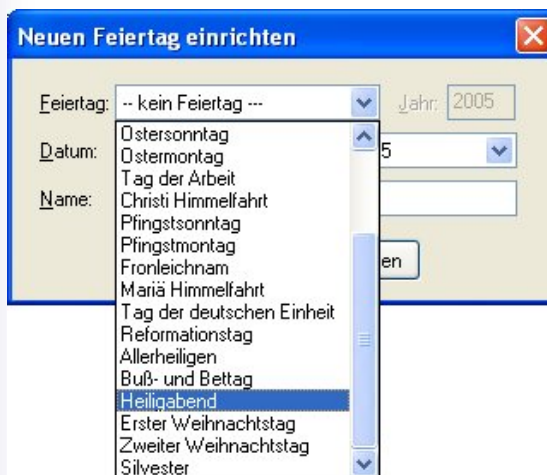 Neuen Feiertag einrichten
Feiertag: -- kein Feiertag --- Jahr: 2005
Ostersonntag
Datum: Ostermontag 5
Tag der Arbeit
Name: Christi Himmelfahrt
Pfingstsonntag
Pfingstmontag
Fronleichnam en
Mariä Himmelfahrt
Tag der deutschen Einheit
Reformationstag
Allerheiligen
Buß- und Bettag
Heiligabend
Erster Weihnachtstag
Zweiter Weihnachtstag
Silvester